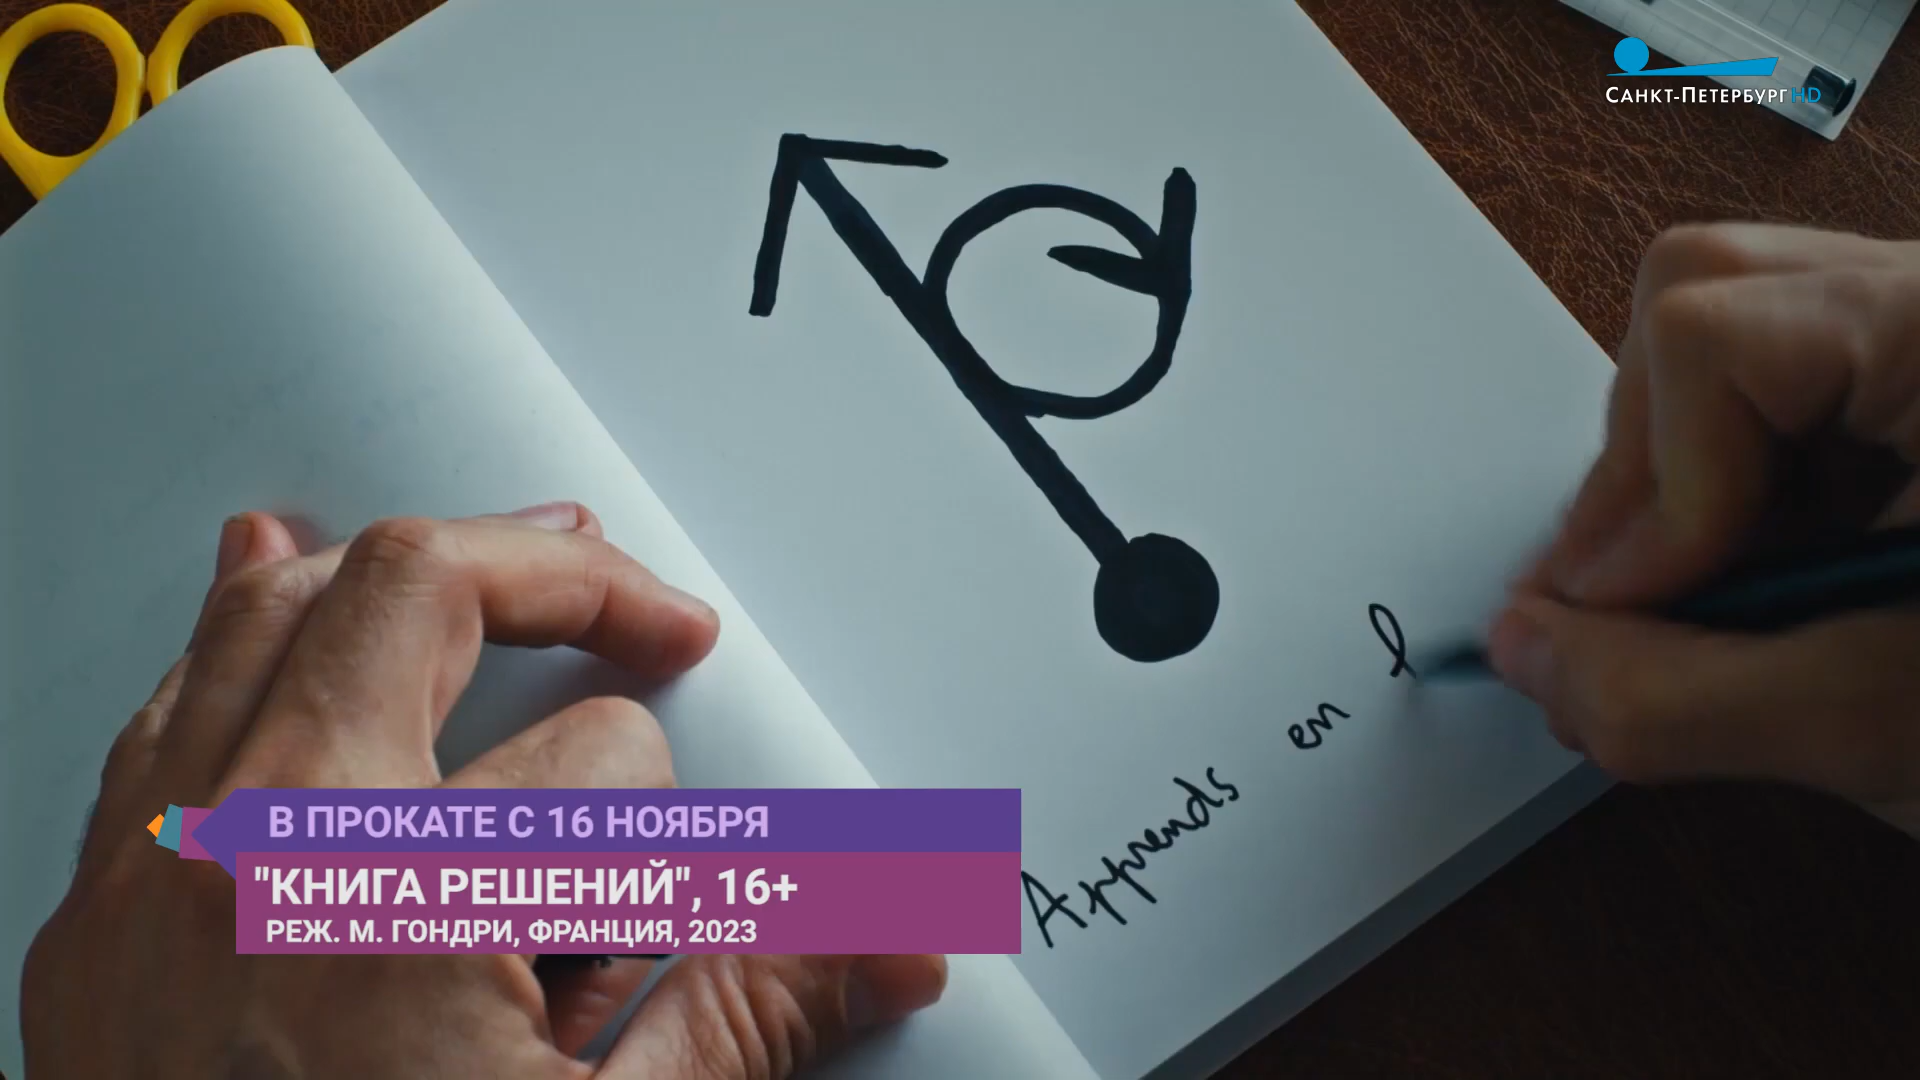 САНКТ-ПЕТЕРБУРГ HD
Apprends en
В ПРОКАТЕ С 16 НОЯБРЯ
"КНИГА РЕШЕНИЙ", 16+
РЕЖ. М. ГОНДРИ, ФРАНЦИЯ, 2023